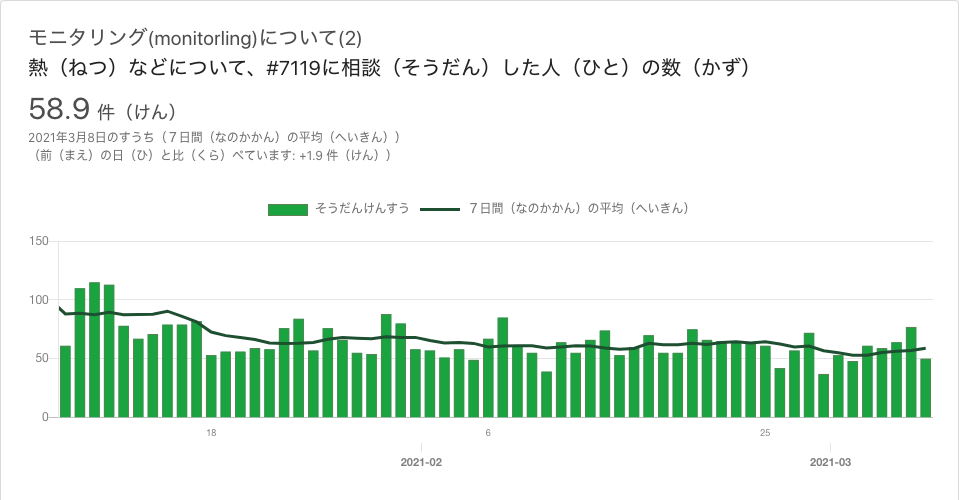 モニタリング(monitorling)について(2)
熱（ねつ）などについて、#7119に相談（そうだん）した人（ひと）の数（かず）
58.9 件（けん）
2021年3月8日のすうち（７日間（なのかかん）の平均（へいきん））
（前（まえ）の日（ひ）と比（くら）べています: +1.9 件（けん））
そうだんけんすう ７日間（なのかかん）の平均（へいきん）
150
100
50
0
18 6 25
2021-02 2021-03